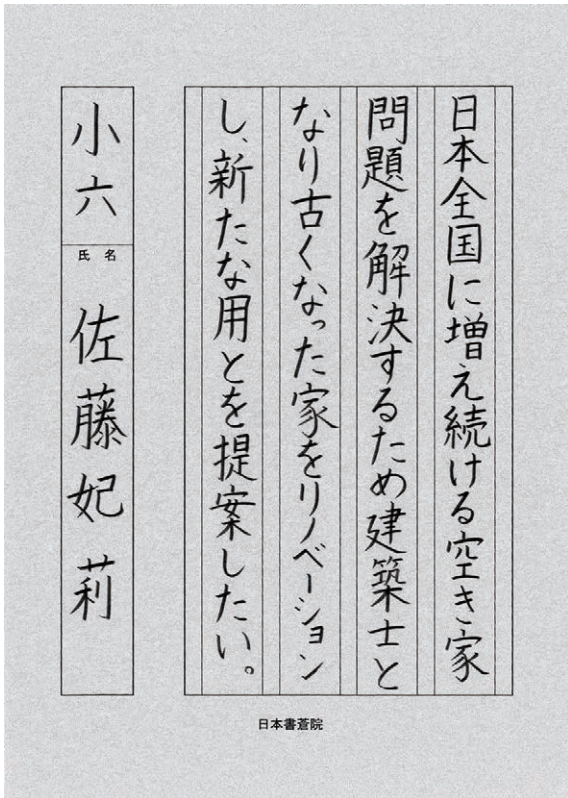 日本全国に増え続ける空き家
問題を解決するため建築士と
なり古くなった家をリノベーション
し、新たな用とを提案したい。
小六
氏名
佐藤妃莉
日本書蒼院